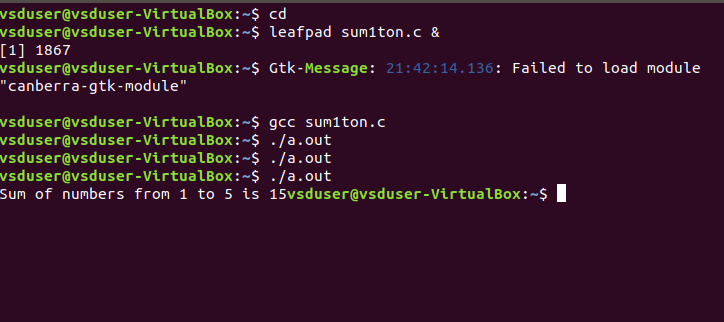 vsduser@vsduser-VirtualBox:~$ cd
vsduser@vsduser-VirtualBox:~$ leafpad sum1ton.c &
[1] 1867
vsduser@vsduser-VirtualBox:~$ Gtk-Message: 21:42:14.136: Failed to load module
"canberra-gtk-module"
vsduser@vsduser-VirtualBox:~$ gcc sum1ton.c
vsduser@vsduser-VirtualBox:~$ ./a.out
vsduser@vsduser-VirtualBox:~$ ./a.out
vsduser@vsduser-VirtualBox:~$ ./a.out
Sum of numbers from 1 to 5 is 15vsduser@vsduser-VirtualBox:~$